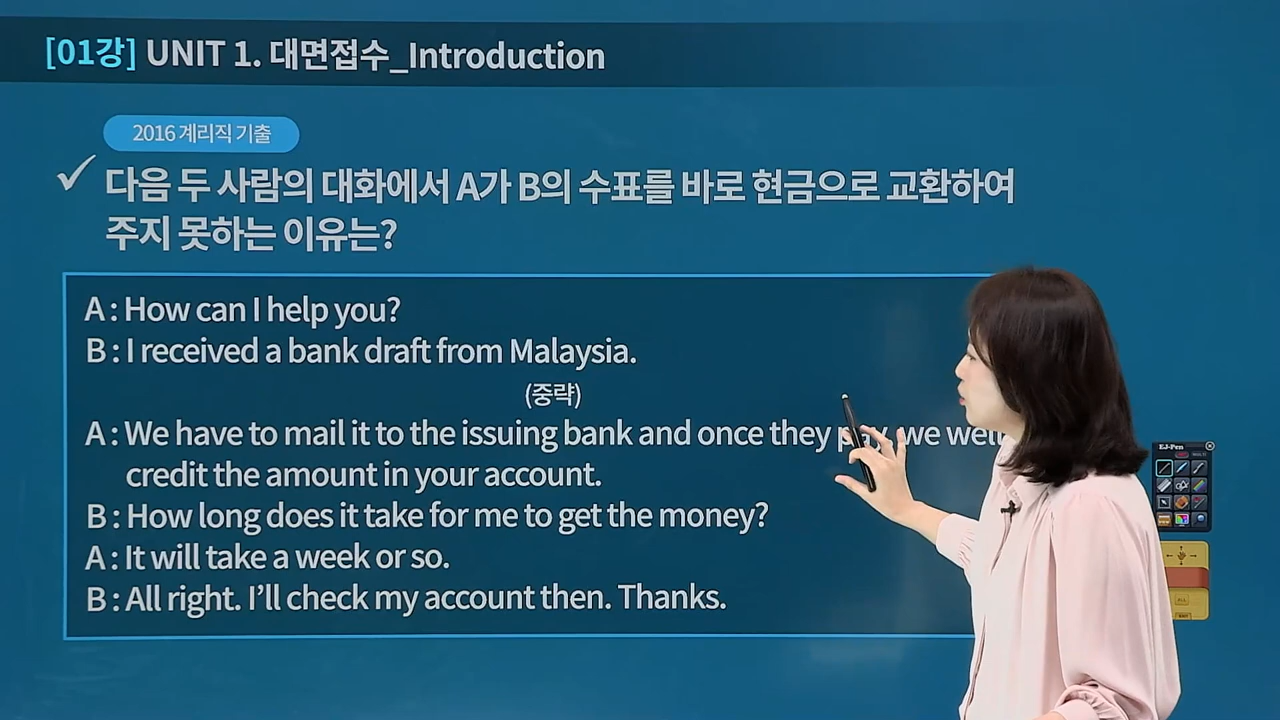 [01강] UNIT 1. 대면접수_Introduction
2016 계리직 기출
다음 두 사람의 대화에서 A가 B의 수표를 바로 현금으로 교환하여
주지 못하는 이유는?
A : How can I help you?
B : I received a bank draft from Malaysia.
(중략)
A : We have to mail it to the issuing bank and once they we
credit the amount in your account.
B : How long does it take for me to get the money?
A : It will take a week or so.
B : All right. I'll check my account then. Thanks.
EJ-Pen